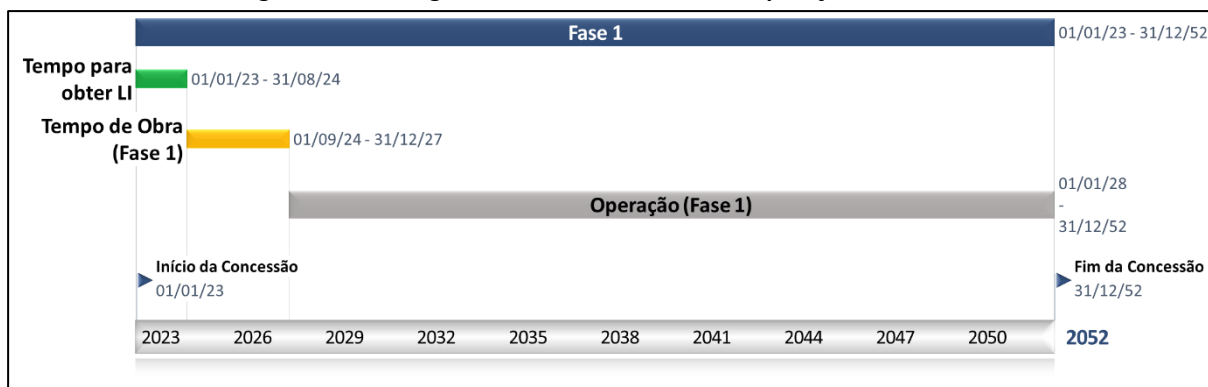 Fase 1
01/01/23 - 31/12/52
Tempo para
obter LI
01/01/23 - 31/08/24
Tempo de Obra
(Fase 1)
01/09/24 - 31/12/27
Operação (Fase 1)
01/01/28
-
31/12/52
Início da Concessão
01/01/23
Fim da Concessão
31/12/52
2023 2026 2029 2032 2035 2038 2041 2044 2047 2050 2052